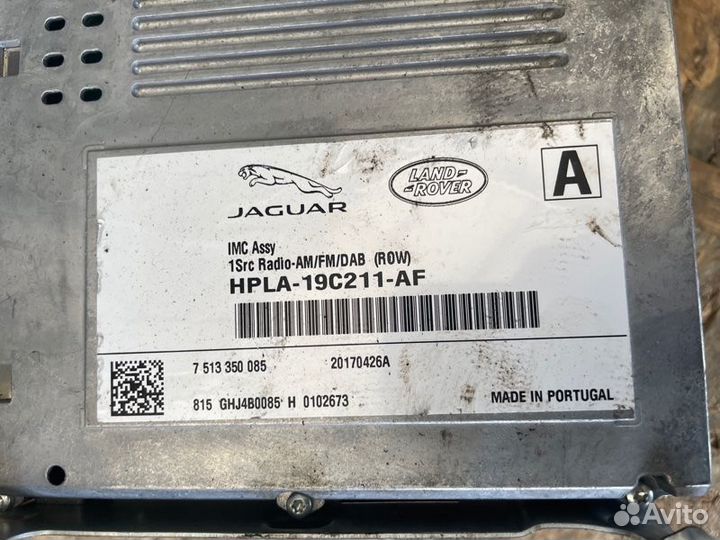 JAGUAR
LAND-
-ROVER
A
IMC Assy
1Src Radio-AM/FM/DAB (ROW)
HPLA-19C211-AF
7 513 350 085 20170426A
815 GHJ4B0085 H 0102673
MADE IN PORTUGAL
Avito